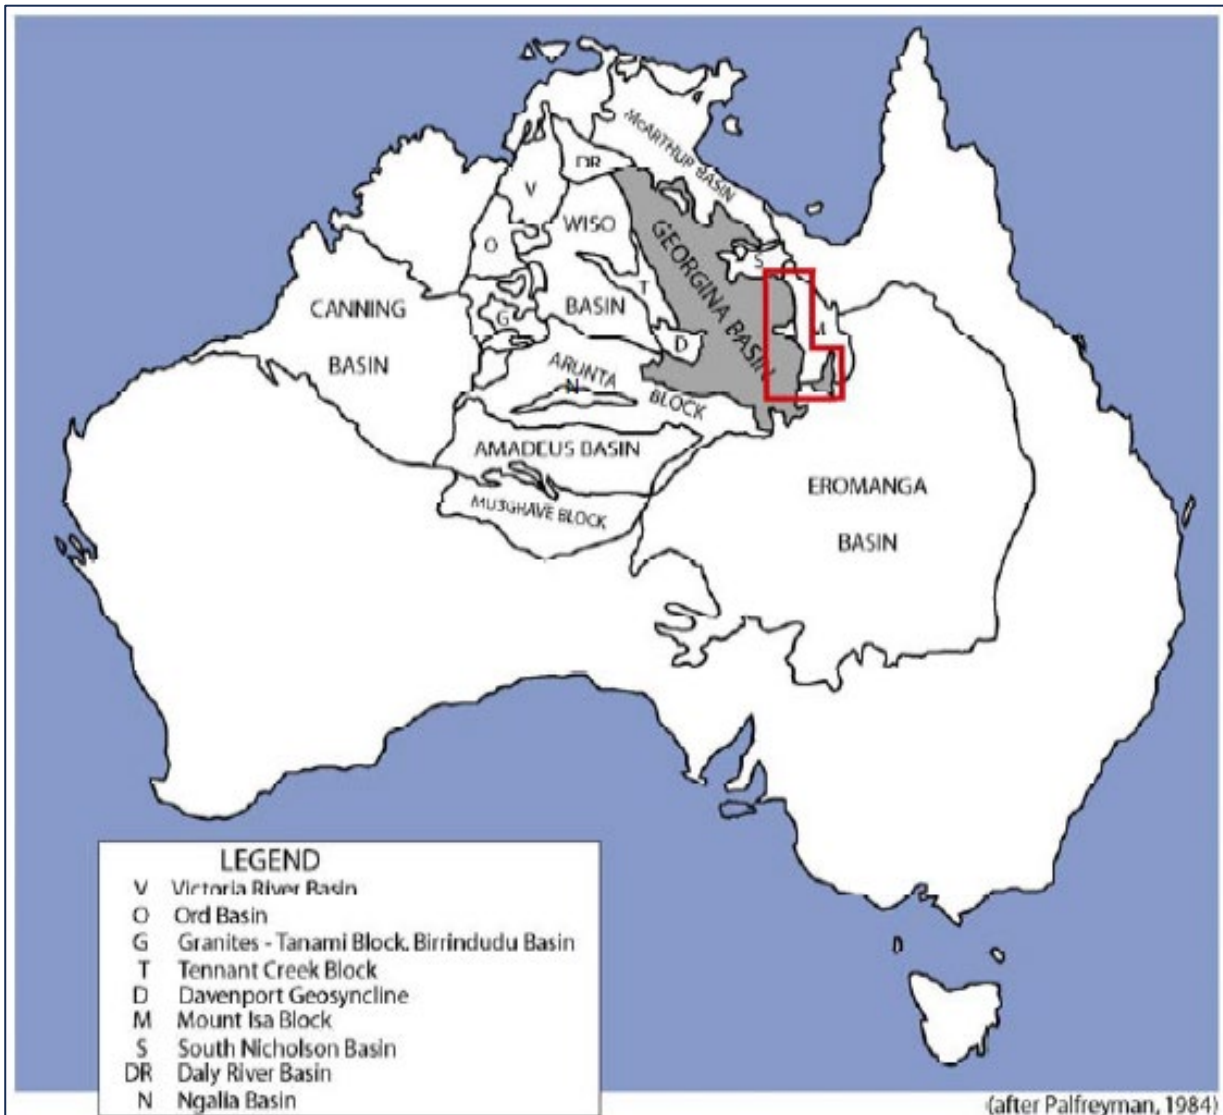 McARTHUR BASIN
DR
V
WISO
BASIN
O
GEORGINA BASIN
S
CANNING
BASIN
T
G
D
ARUNTA
BLOCK
N
AMADEUS BASIN
MUSGRAVE BLOCK
EROMANGA
BASIN
LEGEND
V Victoria River Basin
O Ord Basin
G Granites - Tanami Block. Birrindudu Basin
T Tennant Creek Block
D Davenport Geosyncline
M Mount Isa Block
S South Nicholson Basin
DR Daly River Basin
N Ngalia Basin
(after Palfreyman, 1984)